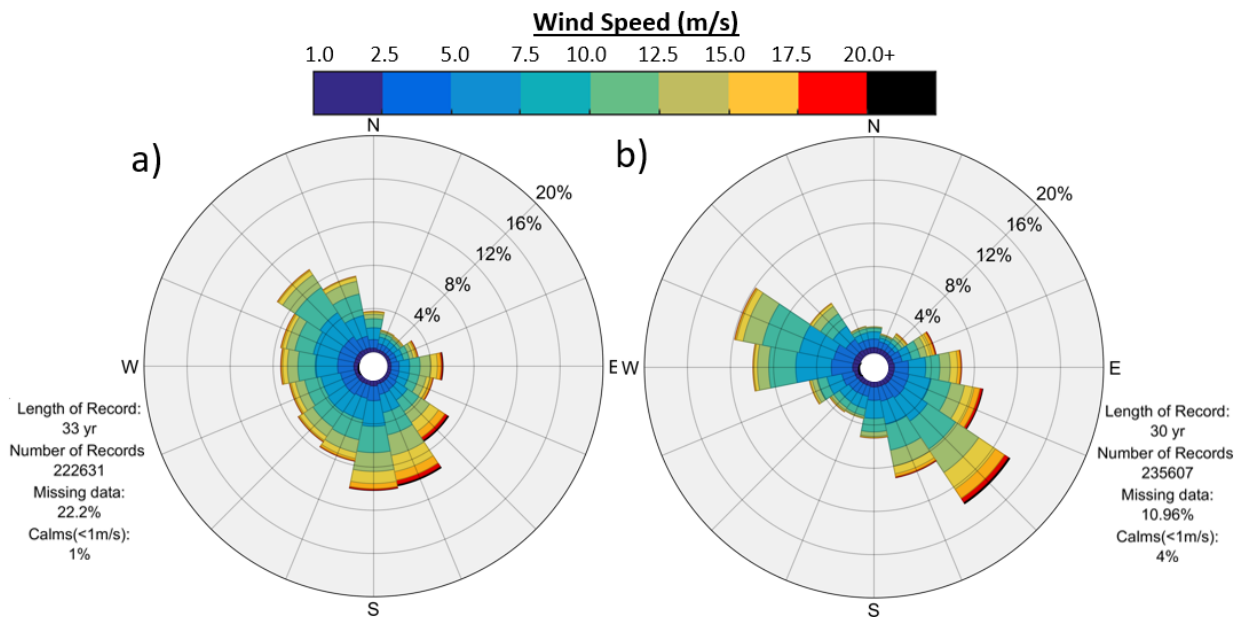 Wind Speed (m/s)
1.0 2.5 5.0 7.5 10.0 12.5 15.0 17.5 20.0+
a)
N
20%
16%
12%
8%
4%
W
E
S
Length of Record:
33 yr
Number of Records
222631
Missing data:
22.2%
Calms(<1m/s):
1%
b)
N
20%
16%
12%
8%
4%
W
E
S
Length of Record:
30 yr
Number of Records
235607
Missing data:
10.96%
Calms(<1m/s):
4%